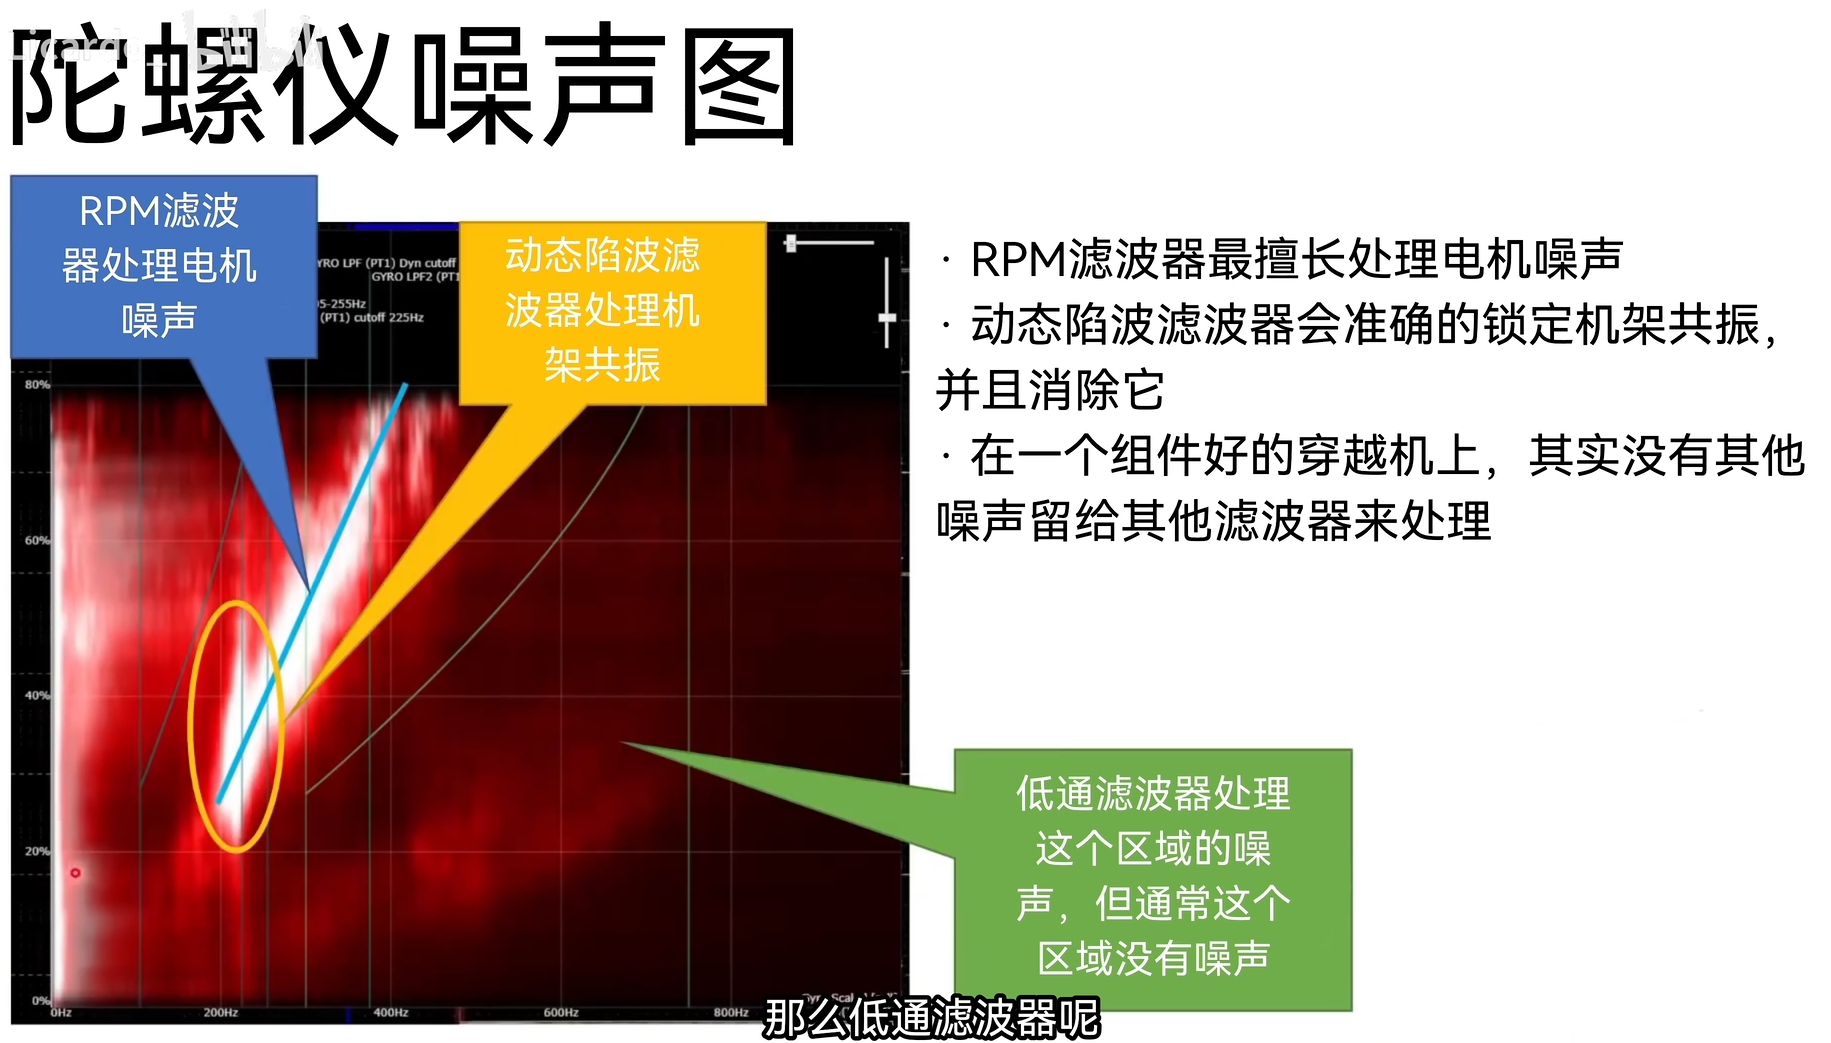 陀螺仪噪声图
Licardo_ bilibili
RPM滤波
器处理电机
噪声
动态陷波滤
波器处理机
架共振
YRO LPF (PT1) Dyn cutoff
GYRO LPF2 (PT1
5-255Hz
(PT1) cutoff 225Hz
· RPM滤波器最擅长处理电机噪声
· 动态陷波滤波器会准确的锁定机架共振，
并且消除它
· 在一个组件好的穿越机上，其实没有其他
噪声留给其他滤波器来处理
80%
60%
40%
20%
0%
0Hz 200Hz 400Hz 600Hz 800Hz
低通滤波器处理
这个区域的噪
声，但通常这个
区域没有噪声
那么低通滤波器呢